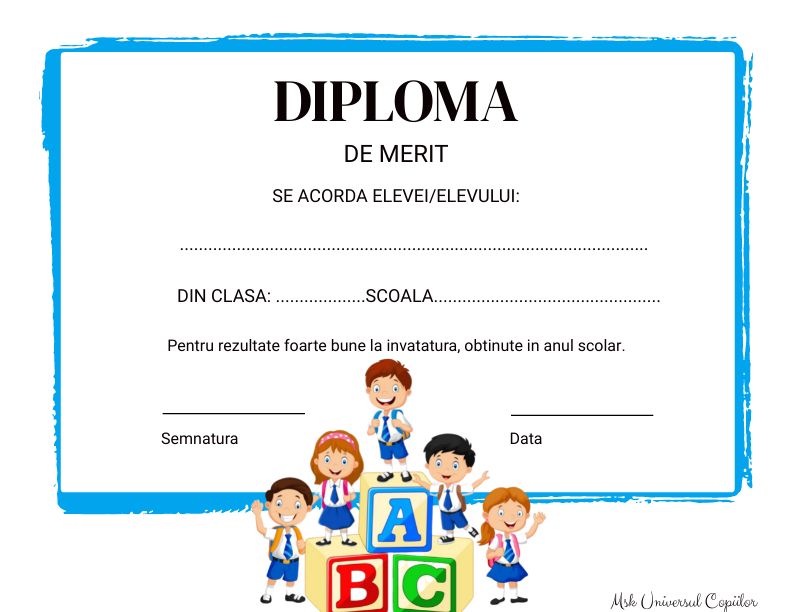 DIPLOMA
DE MERIT
SE ACORDA ELEVEI/ELEVULUI:
....................................................................................................
DIN CLASA: ...................SCOALA................................................
Pentru rezultate foarte bune la invatatura, obtinute in anul scolar.
Semnatura Data
A
B C
Msk Universul Copiilor